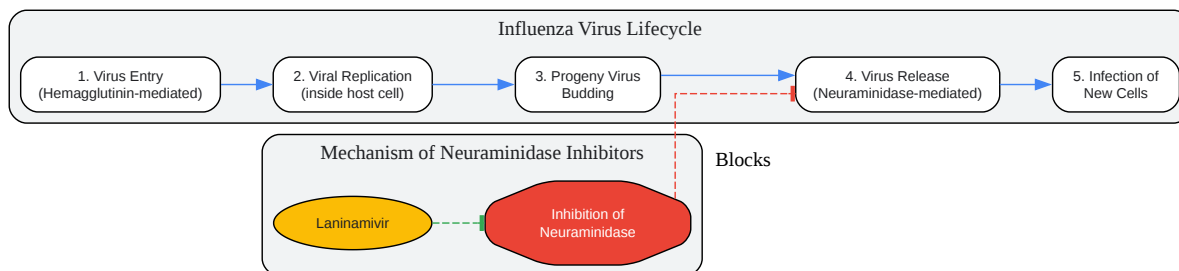 Influenza Virus Lifecycle
1. Virus Entry
(Hemagglutinin-mediated)
2. Viral Replication
(inside host cell)
3. Progeny Virus
Budding
4. Virus Release
(Neuraminidase-mediated)
5. Infection of
New Cells
Mechanism of Neuraminidase Inhibitors
Blocks
Laninamivir
Inhibition of
Neuraminidase